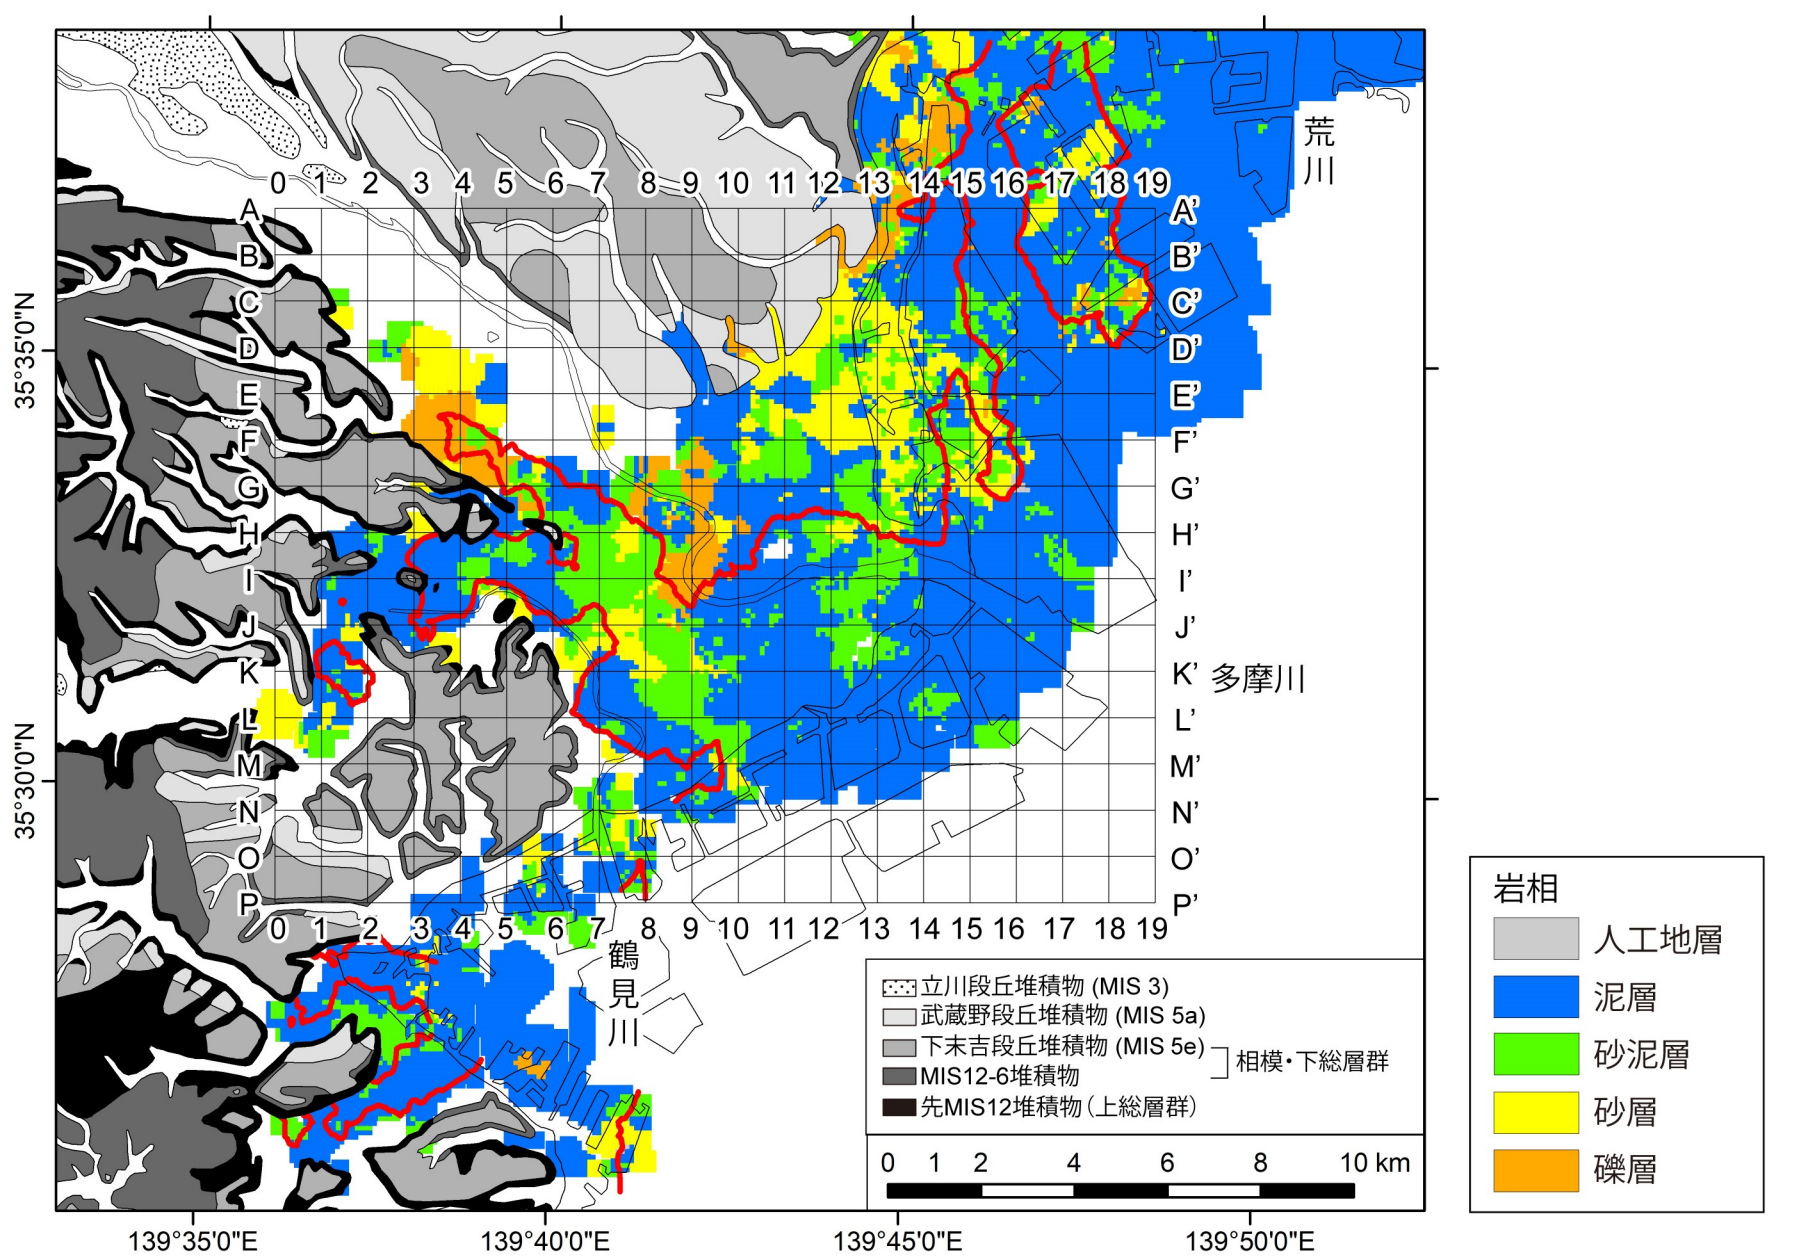 荒川
0 1 2 3 4 5 6 7 8 9 10 11 12 13 14 15 16 17 18 19
A A’
B B’
C C’
D D’
E E’
F F’
G G’
H H’
I I’
J J’
K K’
多摩川
L L’
M M’
N N’
O O’
P P’
0 1 2 3 4 5 6 7 8 9 10 11 12 13 14 15 16 17 18 19
鶴見川
35°35'0"N
35°30'0"N
立川段丘堆積物 (MIS 3)
武蔵野段丘堆積物 (MIS 5a)
下末吉段丘堆積物 (MIS 5e)
MIS12-6堆積物
相模・下総層群
先MIS12堆積物（上総層群）
0 1 2 4 6 8 10 km
139°35'0"E 139°40'0"E 139°45'0"E 139°50'0"E
岩相
人工地層
泥層
砂泥層
砂層
礫層